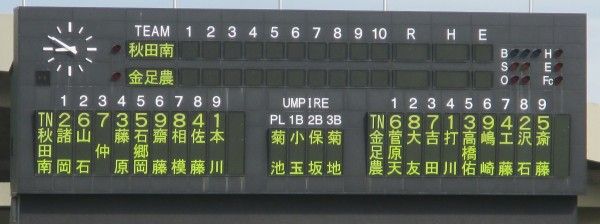 TEAM 1 2 3 4 5 6 7 8 9 10 R H E
秋田南
金足農
B H
S E
O Fc
1 2 3 4 5 6 7 8 9
TN 2 6 7 3 5 9 8 4 1
秋田南
諸岡
山石
仲
藤原
石郷岡
齋藤
相模
佐藤
本川
UMPIRE
PL 1B 2B 3B
菊池
小玉
保坂
菊地
1 2 3 4 5 6 7 8 9
TN 6 8 7 1 3 9 4 2 5
金足農
菅原天
大友
吉田
打川
高橋佑
嶋崎
工藤
沢石
斎藤